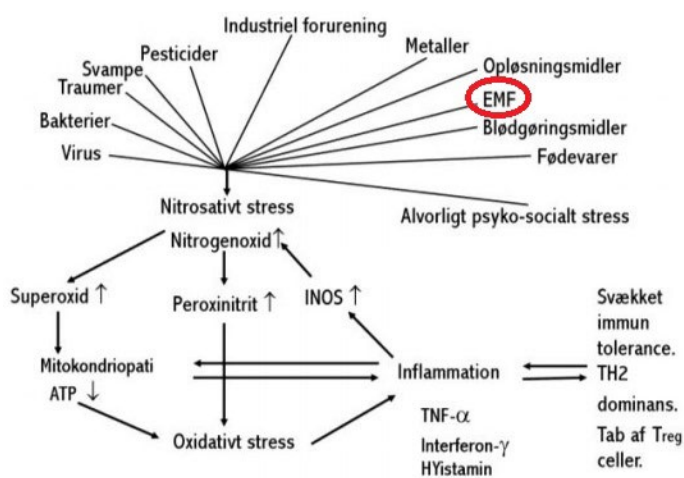 Industriel forurening
Metaller
Pesticider
Opløsningsmidler
Svampe
Traumer
EMF
Bakterier
Blødgøringsmidler
Virus
Fødevarer
Nitrosativt stress
Alvorligt psyko-socialt stress
Nitrogenoxid ↑
Superoxid ↑
Peroxinitrit ↑
INOS ↑
Svækket
immun
tolerance.
TH2
dominans.
Tab af Treg
celler.
Mitokondriopati
ATP ↓
Inflammation
TNF-α
Interferon-γ
HYistamin
Oxidativt stress